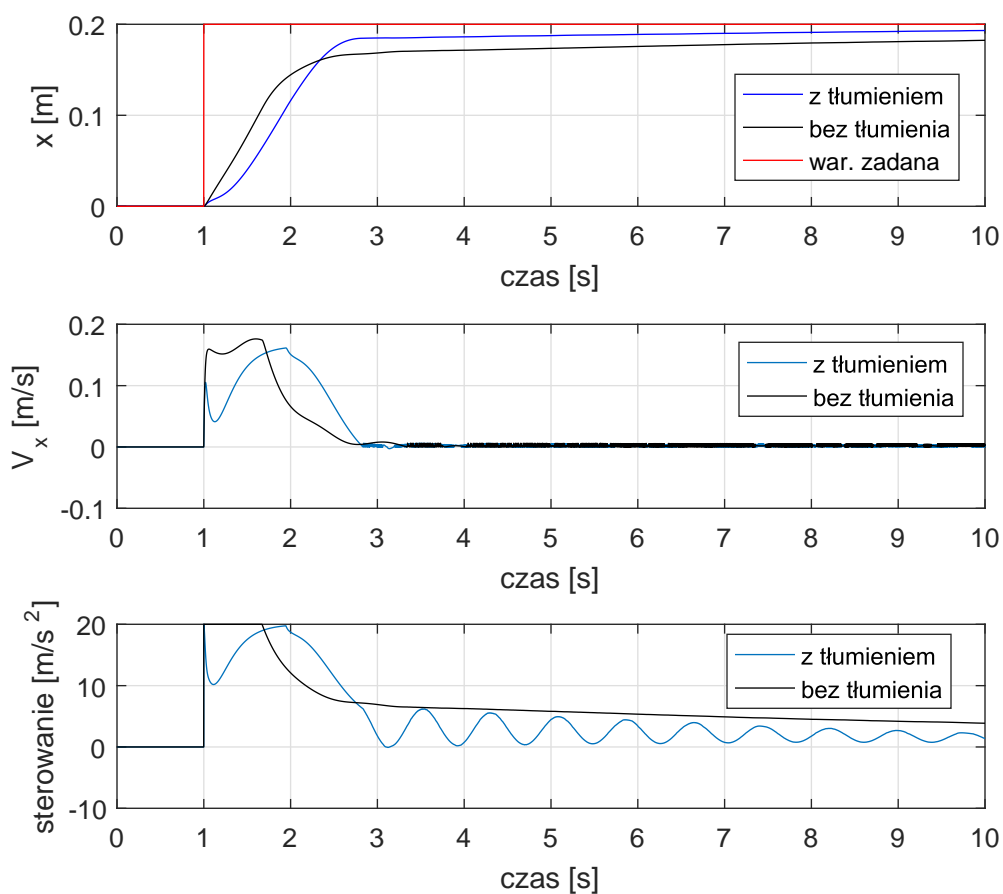 0.2
0.1
0
x [m]
z tłumieniem
bez tłumienia
war. zadana
0 1 2 3 4 5 6 7 8 9 10
czas [s]
0.2
0.1
0
-0.1
V x [m/s]
z tłumieniem
bez tłumienia
0 1 2 3 4 5 6 7 8 9 10
czas [s]
20
10
0
-10
sterowanie [m/s 2]
z tłumieniem
bez tłumienia
0 1 2 3 4 5 6 7 8 9 10
czas [s]